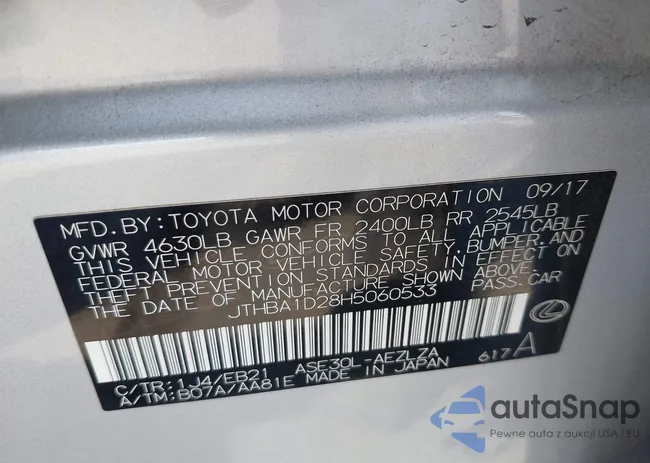 MFD. BY: TOYOTA MOTOR CORPORATION 09/17
GVWR 4630LB GAWR FR 2400LB RR 2545LB
THIS VEHICLE CONFORMS TO ALL APPLICABLE
FEDERAL MOTOR VEHICLE SAFETY, BUMPER, AND
THEFT PREVENTION STANDARDS IN EFFECT ON
THE DATE OF MANUFACTURE SHOWN ABOVE.
JTHBA1D28H5060533 PASS. CAR
C/TR: 1J4/EB21 ASE30L-AEZLZA 617A
A/TM: B07A/AA81E MADE IN JAPAN
autaSnap
Pewne auta z aukcji USA i EU